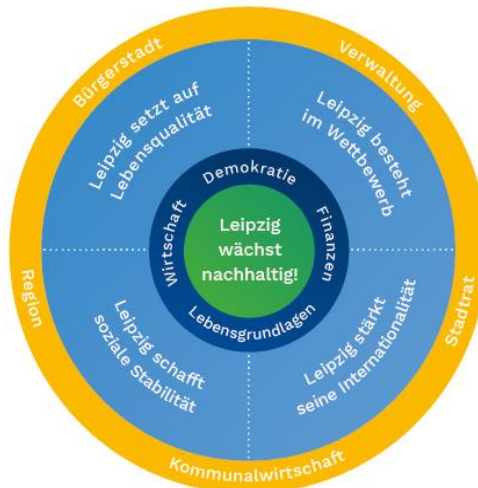 Bürgerstadt
Verwaltung
Leipzig setzt auf
Lebensqualität
Leipzig besteht
im Wettbewerb
Demokratie
Wirtschaft
Finanzen
Leipzig
wächst
nachhaltig!
Lebensgrundlagen
Region
Stadtrat
Leipzig schafft
soziale Stabilität
Leipzig stärkt
seine Internationalität
Kommunalwirtschaft